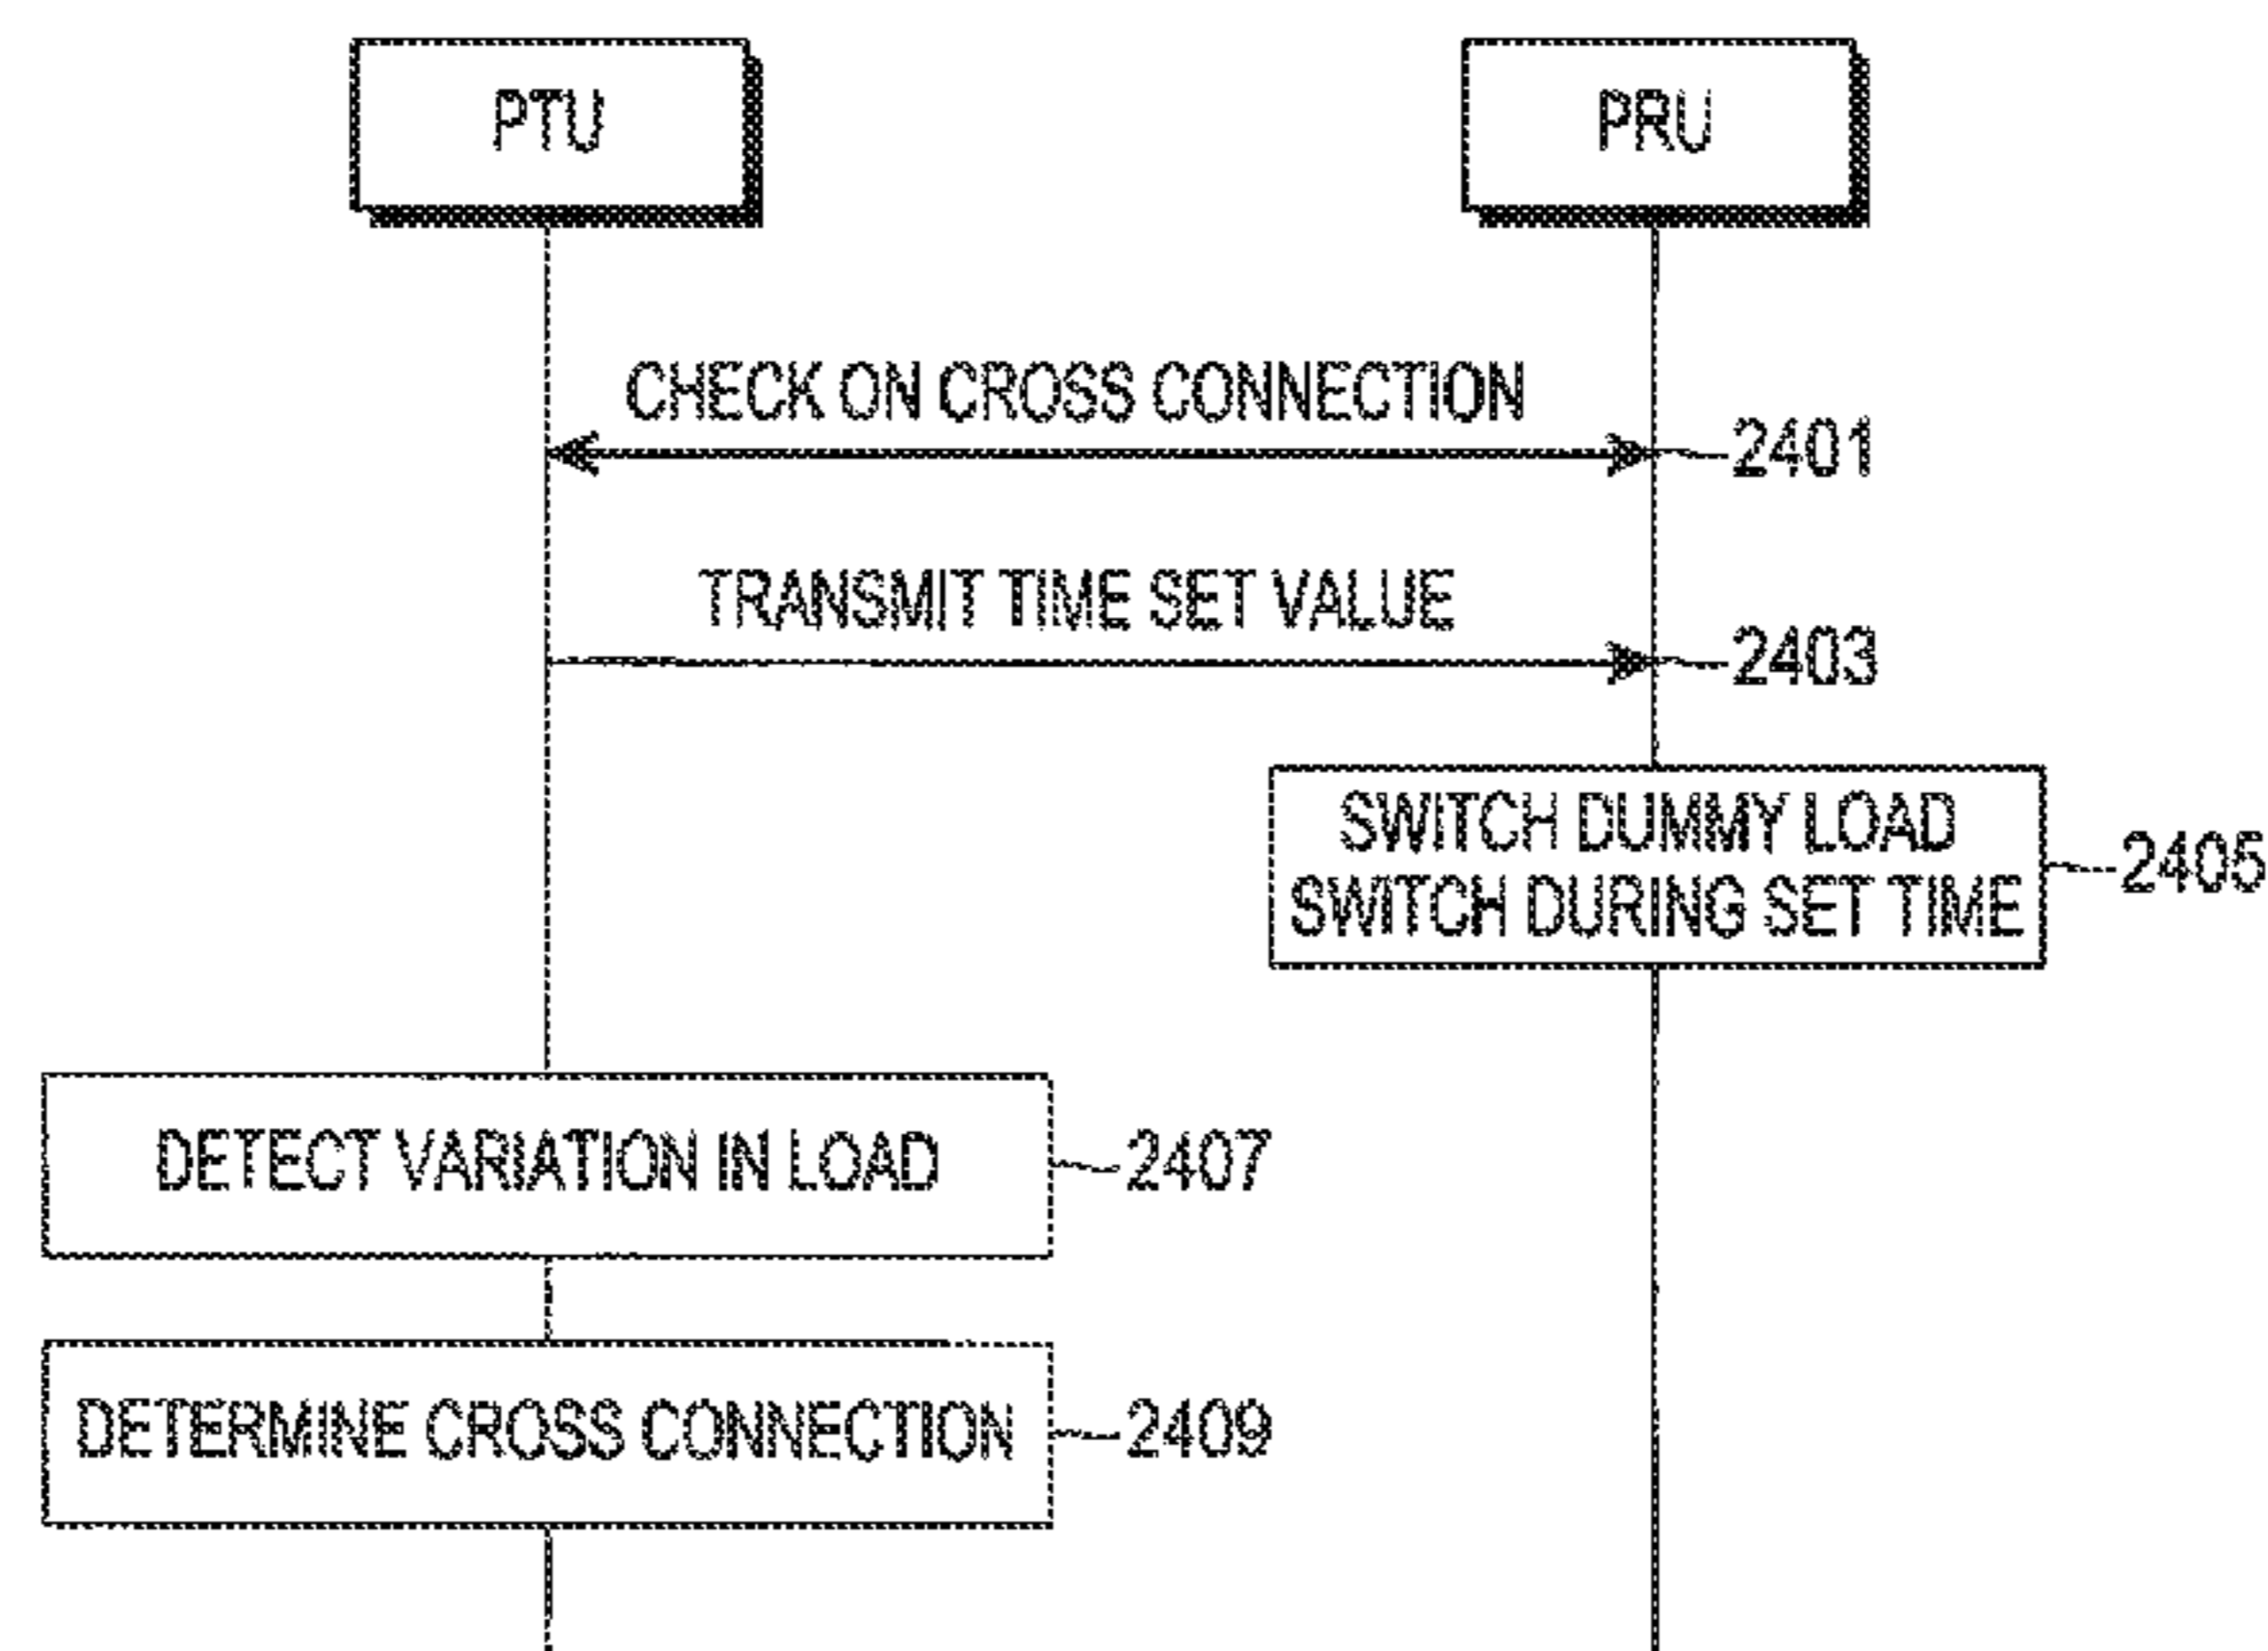 PTU
PRU
CHECK ON CROSS CONNECTION
2401
TRANSMIT TIME SET VALUE
2403
SWITCH DUMMY LOAD
SWITCH DURING SET TIME
2405
DETECT VARIATION IN LOAD
2407
DETERMINE CROSS CONNECTION
2409